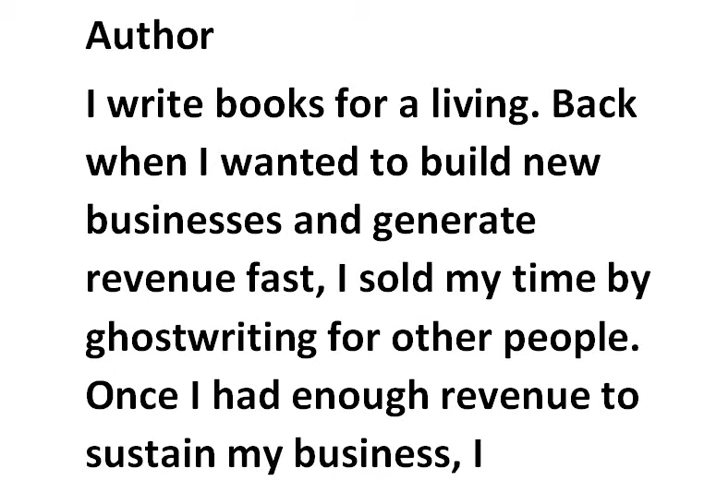 Author
I write books for a living. Back
when I wanted to build new
businesses and generate
revenue fast, I sold my time by
ghostwriting for other people.
Once I had enough revenue to
sustain my business, I